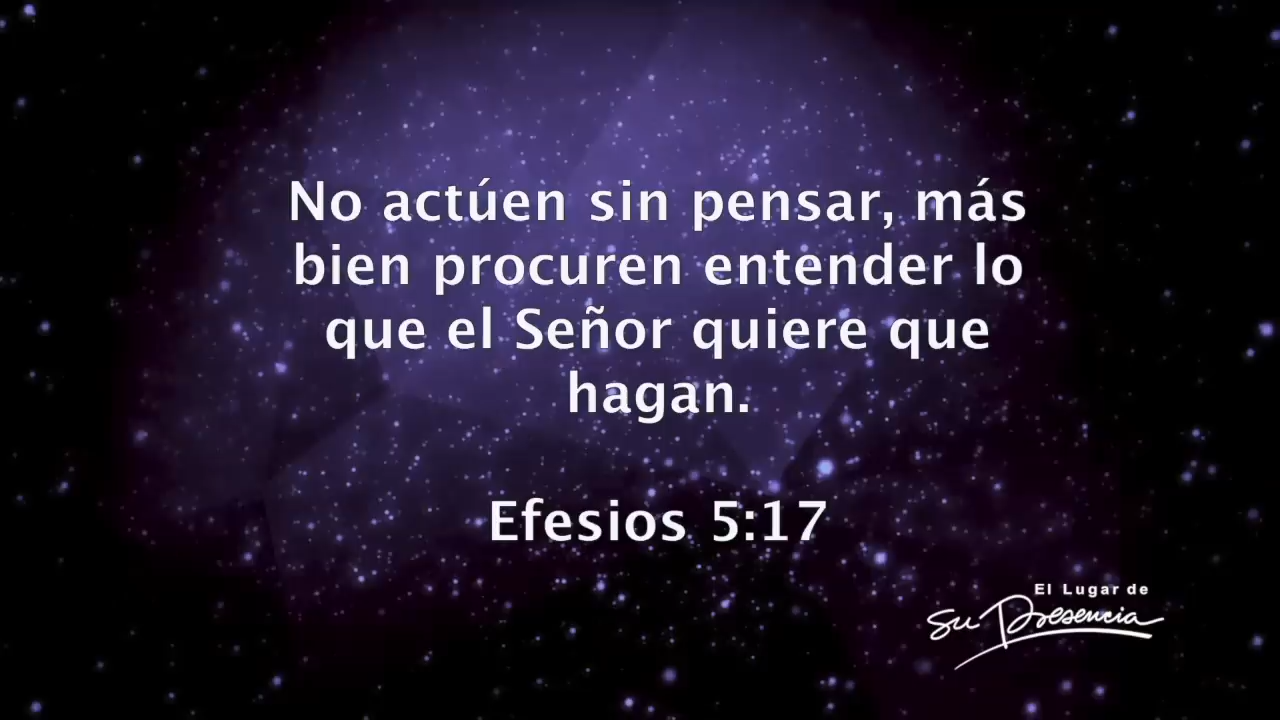 No actúen sin pensar, más
bien procuren entender lo
que el Señor quiere que
hagan.
Efesios 5:17
El Lugar de
Su Presencia